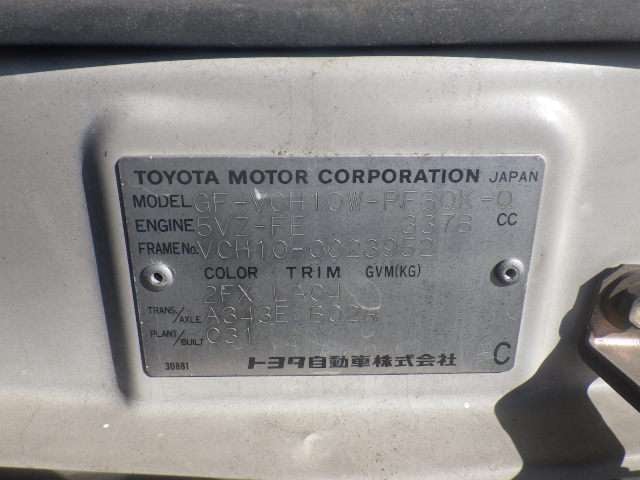 TOYOTA MOTOR CORPORATION JAPAN
MODEL GF-VCH10W-
ENGINE 5VZ-FE 3378 CC
FRAME No. VCH10-0023952
COLOR TRIM GVM(KG)
2FX LA04
TRANS./AXLE A343E B02A
PLANT/BUILT C31
30881 トヨタ自動車株式会社 C